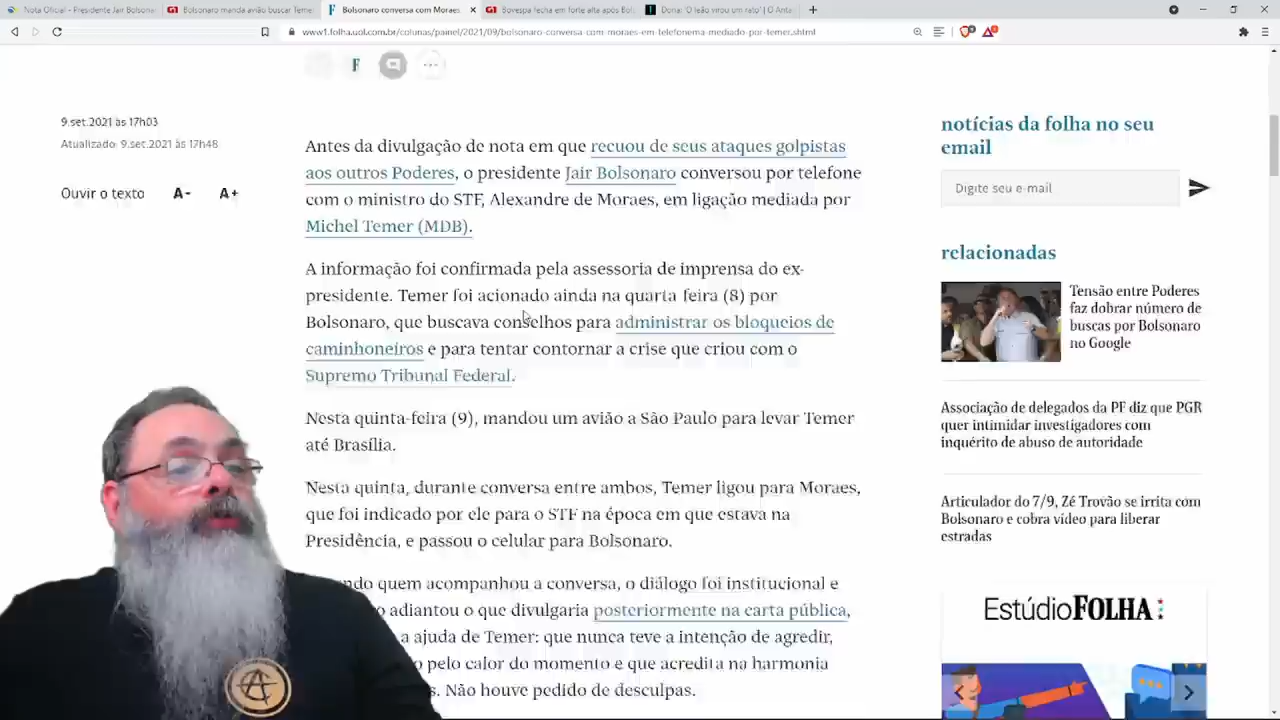 Nota Oficial - Presidente Jair Bolsonar
Bolsonaro manda avião buscar Teme
Bolsonaro conversa com Moraes
Bovespa fecha em forte alta após Bol
Doria: 'O leão virou um rato' | O Anta
www1.folha.uol.com.br/colunas/painel/2021/09/bolsonaro-conversa-com-moraes-em-telefonema-mediado-por-temer.shtml
F
9.set.2021 às 17h03
Atualizado: 9.set.2021 às 17h48
Ouvir o texto A- A+
Antes da divulgação de nota em que recuou de seus ataques golpistas
aos outros Poderes, o presidente Jair Bolsonaro conversou por telefone
com o ministro do STF, Alexandre de Moraes, em ligação mediada por
Michel Temer (MDB).
A informação foi confirmada pela assessoria de imprensa do ex-
presidente. Temer foi acionado ainda na quarta-feira (8) por
Bolsonaro, que buscava conselhos para administrar os bloqueios de
caminhoneiros e para tentar contornar a crise que criou com o
Supremo Tribunal Federal.
Nesta quinta-feira (9), mandou um avião a São Paulo para levar Temer
até Brasília.
Nesta quinta, durante conversa entre ambos, Temer ligou para Moraes,
que foi indicado por ele para o STF na época em que estava na
Presidência, e passou o celular para Bolsonaro.
ndo quem acompanhou a conversa, o diálogo foi institucional e
o adiantou o que divulgaria posteriormente na carta pública,
a ajuda de Temer: que nunca teve a intenção de agredir,
o pelo calor do momento e que acredita na harmonia
s. Não houve pedido de desculpas.
notícias da folha no seu
email
Digite seu e-mail
relacionadas
Tensão entre Poderes
faz dobrar número de
buscas por Bolsonaro
no Google
Associação de delegados da PF diz que PGR
quer intimidar investigadores com
inquérito de abuso de autoridade
Articulador do 7/9, Zé Trovão se irrita com
Bolsonaro e cobra vídeo para liberar
estradas
EstúdioFOLHA